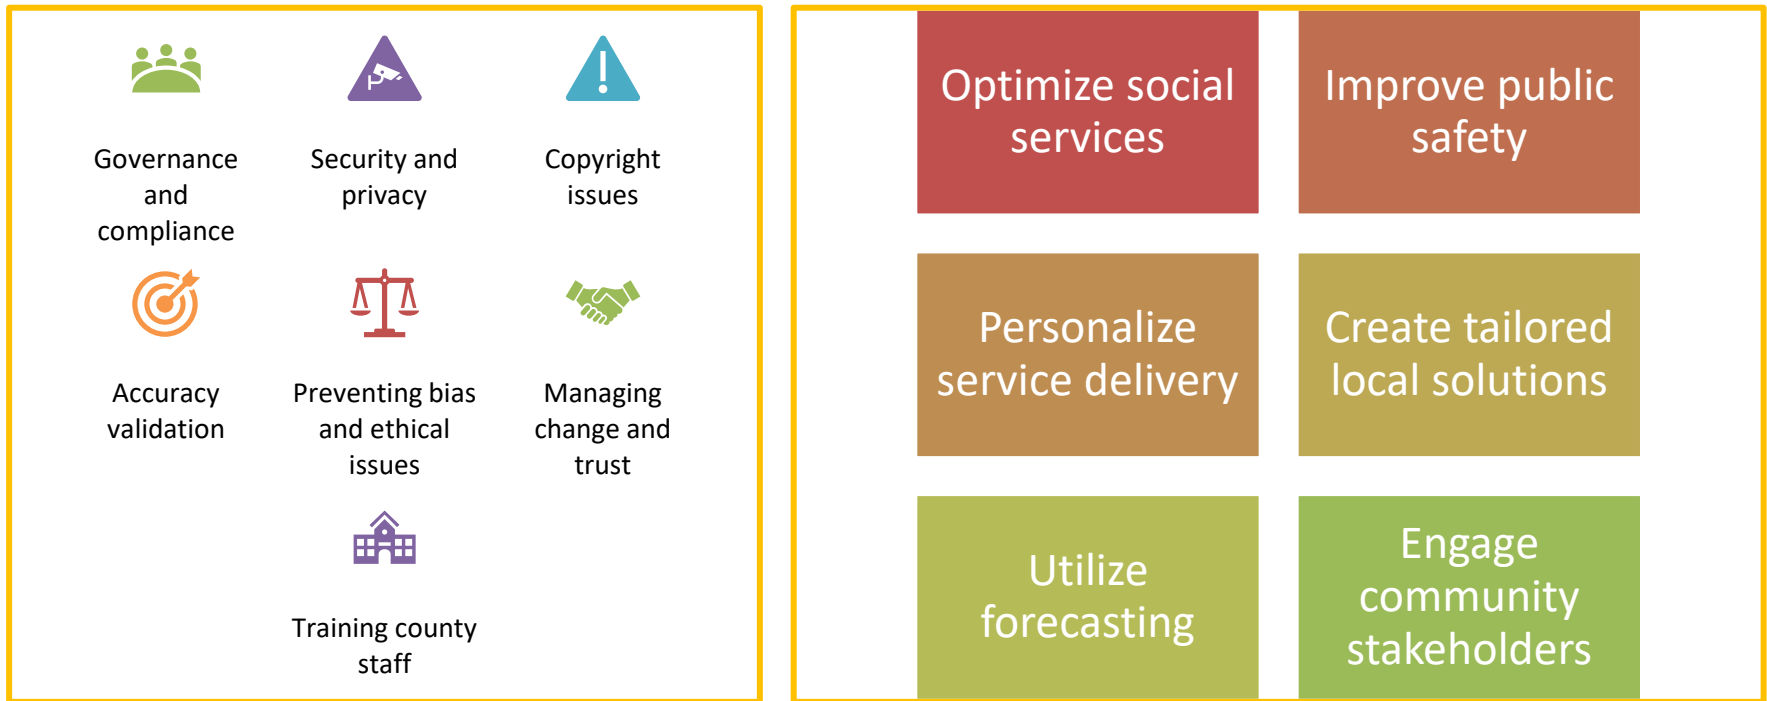 Governance
and
compliance
Security and
privacy
Copyright
issues
Accuracy
validation
Preventing bias
and ethical
issues
Managing
change and
trust
Training county
staff
Optimize social
services
Improve public
safety
Personalize
service delivery
Create tailored
local solutions
Utilize
forecasting
Engage
community
stakeholders